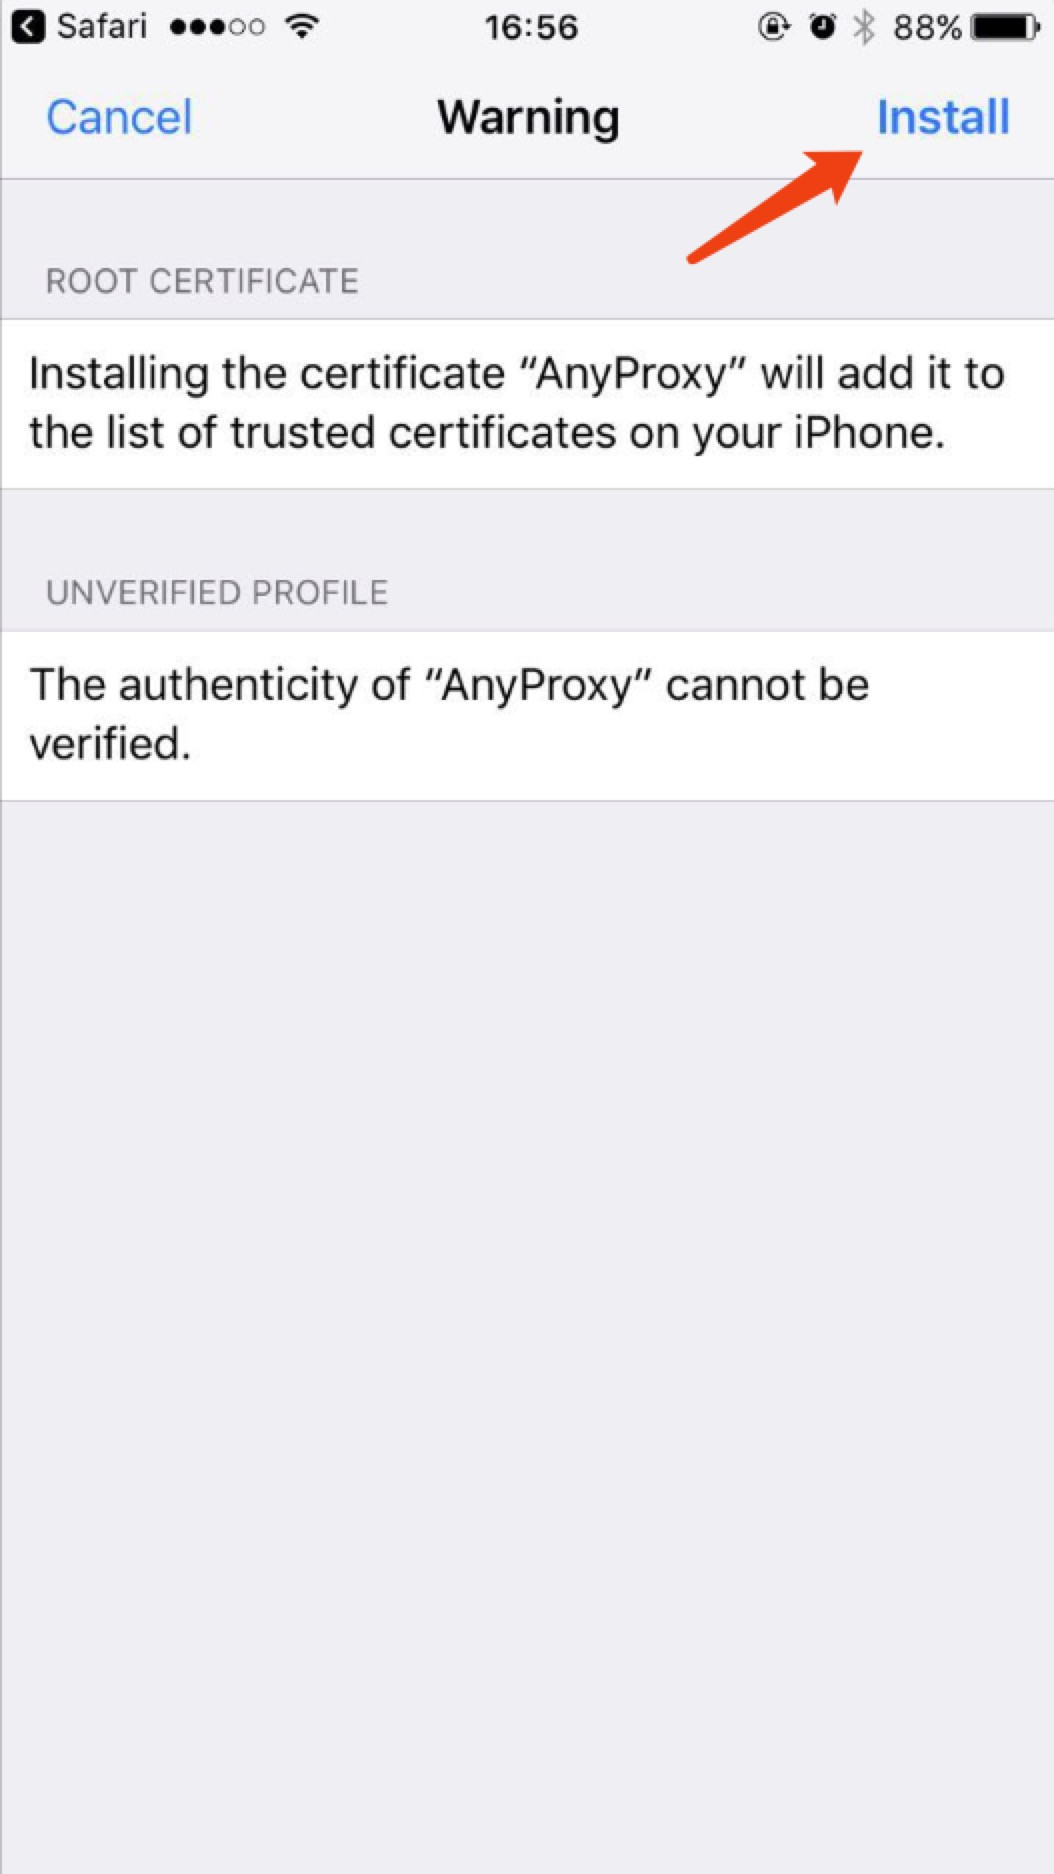 Safari 16:56 88%
Cancel Warning Install
ROOT CERTIFICATE
Installing the certificate “AnyProxy” will add it to
the list of trusted certificates on your iPhone.
UNVERIFIED PROFILE
The authenticity of “AnyProxy” cannot be
verified.